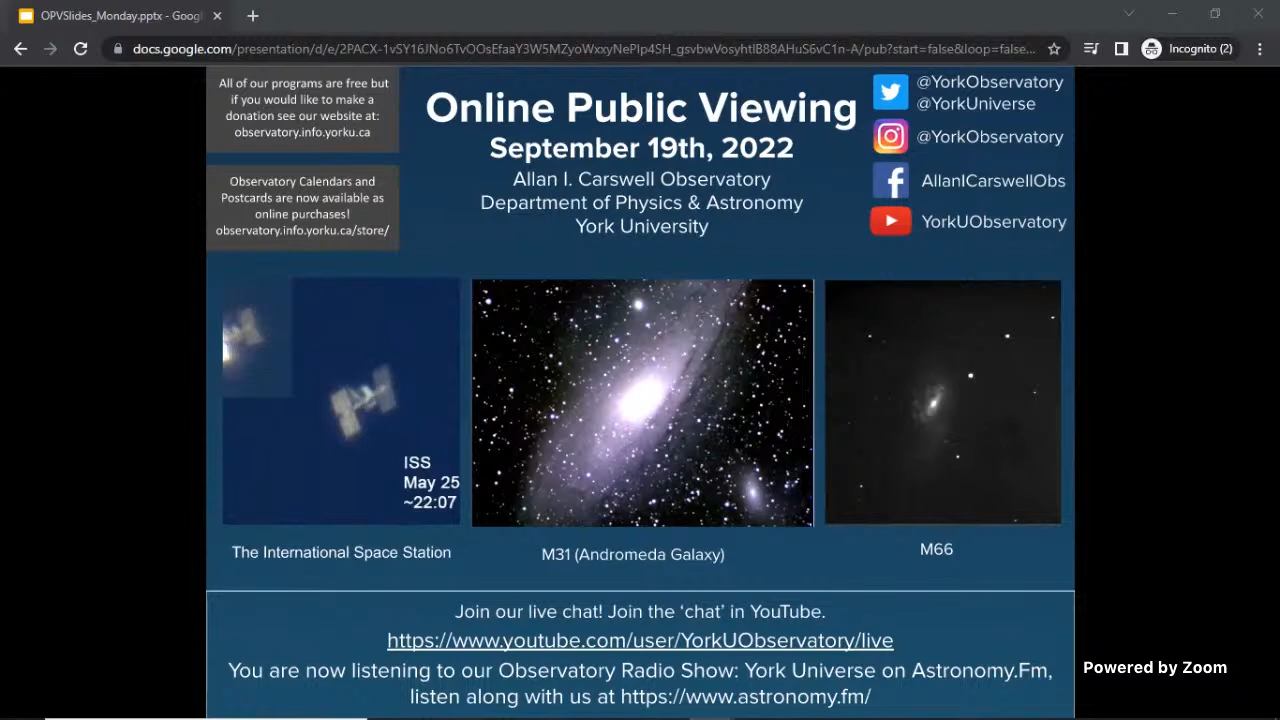 OPVSlides_Monday.pptx - Googl
docs.google.com/presentation/d/e/2PACX-1vSY16JNo6TvOOsEfaaY3W5MZyoWxxyNePIp4SH_gsvbwVosyhtlB88AHuS6vC1n-A/pub?start=false&loop=false...
Incognito (2)
All of our programs are free but
if you would like to make a
donation see our website at:
observatory.info.yorku.ca
Observatory Calendars and
Postcards are now available as
online purchases!
observatory.info.yorku.ca/store/
Online Public Viewing
September 19th, 2022
Allan I. Carswell Observatory
Department of Physics & Astronomy
York University
@YorkObservatory
@YorkUniverse
@YorkObservatory
AllanICarswellObs
YorkUObservatory
ISS
May 25
~22:07
The International Space Station
M31 (Andromeda Galaxy)
M66
Join our live chat! Join the ‘chat’ in YouTube.
https://www.youtube.com/user/YorkUObservatory/live
You are now listening to our Observatory Radio Show: York Universe on Astronomy.Fm,
listen along with us at https://www.astronomy.fm/
Powered by Zoom